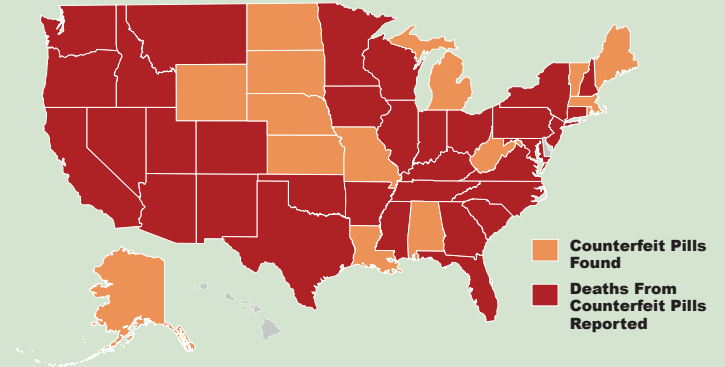 Counterfeit Pills
Found
Deaths From
Counterfeit Pills
Reported